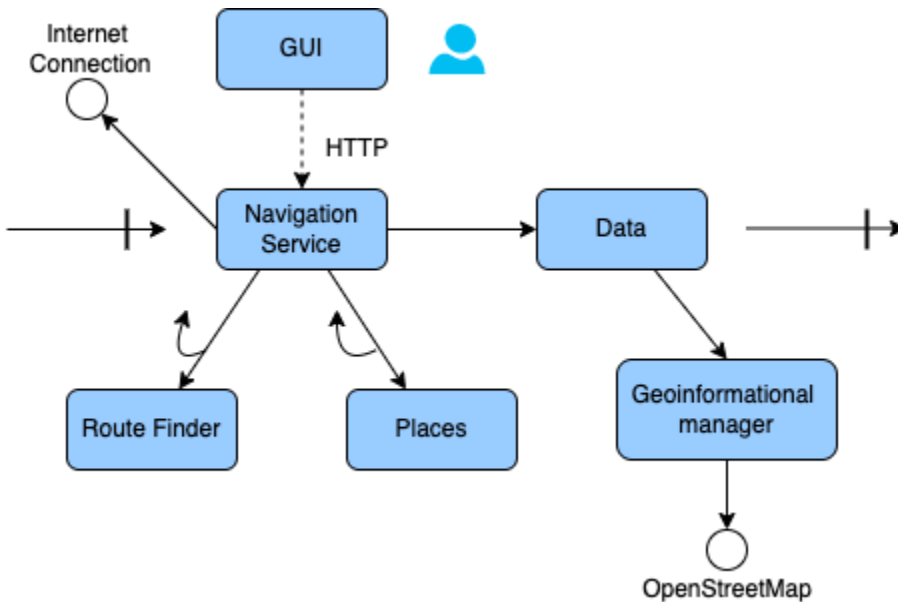 Internet
Connection
GUI
HTTP
Navigation
Service
Data
Route Finder
Places
Geoinformational
manager
OpenStreetMap